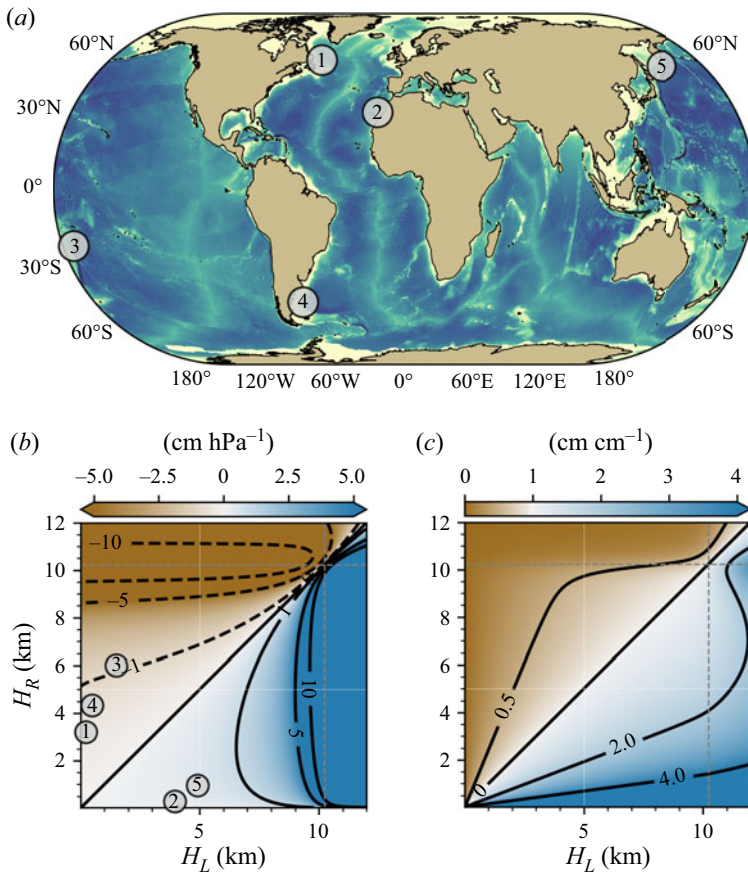 (a)
60°N 60°N
1
5
2
30°N
0°
3
30°S
4
60°S 60°S
180° 120°W 60°W 0° 60°E 120°E 180°
(b) (cm hPa⁻¹) (c) (cm cm⁻¹)
–5.0 –2.5 0 2.5 5.0 0 1 2 3 4
12 12
–10
10 10
–5
8 8
1
3 –1
6 6
4 10 0.5
4 4
1 5 2.0
2 2
5 4.0
2 0
5 10 5 10
H_L (km) H_L (km)
H_R (km) H_R (km)